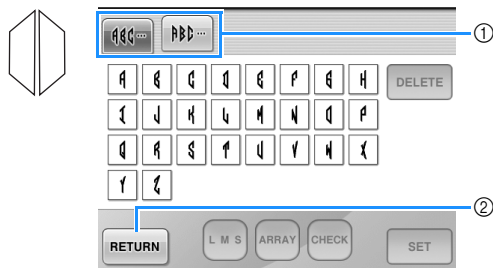 ABC... ABC... ①
A B C D E F G H DELETE
I J K L M N O P
Q R S T U V W X
Y Z
②
RETURN L M S ARRAY CHECK SET